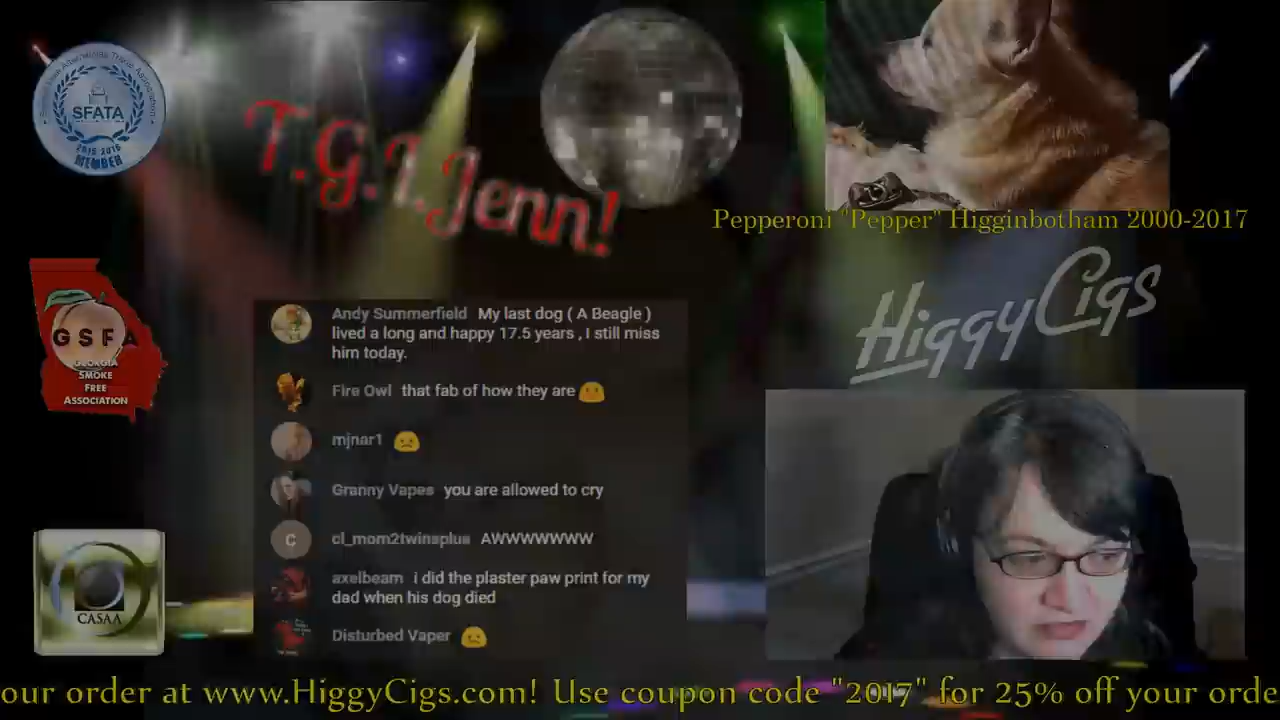 SFATA
2015-2016
MEMBER
T.G.I.Jenn!
Pepperoni "Pepper" Higginbotham 2000-2017
HiggyCigs
GSFA
GEORGIA
SMOKE
FREE
ASSOCIATION
Andy Summerfield My last dog ( A Beagle )
lived a long and happy 17.5 years , I still miss
him today.
Fire Owl that fab of how they are
mjnar1
Granny Vapes you are allowed to cry
C
cl_mom2twinsplus AWWWWWWW
axelbeam i did the plaster paw print for my
dad when his dog died
Disturbed Vaper
CASAA
our order at www.HiggyCigs.com! Use coupon code "2017" for 25% off your orde